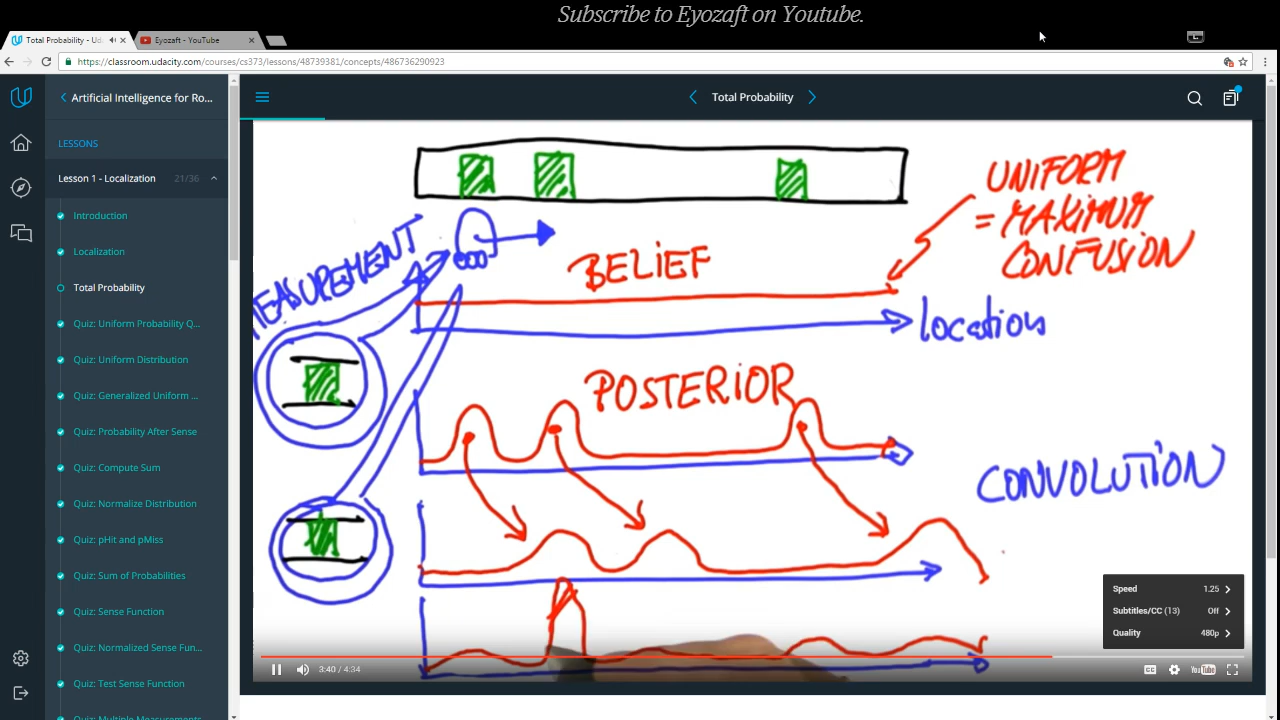 Subscribe to Eyozaft on Youtube.
Total Probability - Ud
Eyozaft - YouTube
https://classroom.udacity.com/courses/cs373/lessons/48739381/concepts/486736290923
Artificial Intelligence for Ro...
Total Probability
LESSONS
Lesson 1 - Localization 21/36
Introduction
Localization
Total Probability
Quiz: Uniform Probability Q...
Quiz: Uniform Distribution
Quiz: Generalized Uniform ...
Quiz: Probability After Sense
Quiz: Compute Sum
Quiz: Normalize Distribution
Quiz: pHit and pMiss
Quiz: Sum of Probabilities
Quiz: Sense Function
Quiz: Normalized Sense Fun...
Quiz: Test Sense Function
Quiz: Multiple Measurements
UNIFORM
= MAXIMUM
CONFUSION
MEASUREMENT
BELIEF
location
POSTERIOR
CONVOLUTION
Speed 1.25
Subtitles/CC (13) Off
Quality 480p
3:40 / 4:34
CC
YouTube